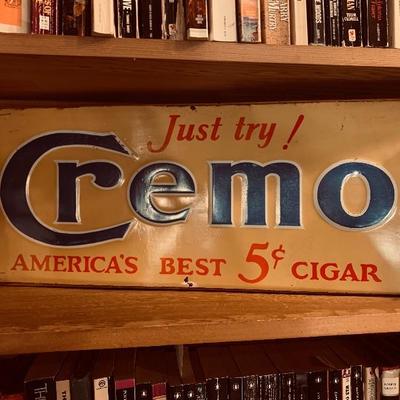 Just try!
Cremo
AMERICA'S BEST 5¢ CIGAR